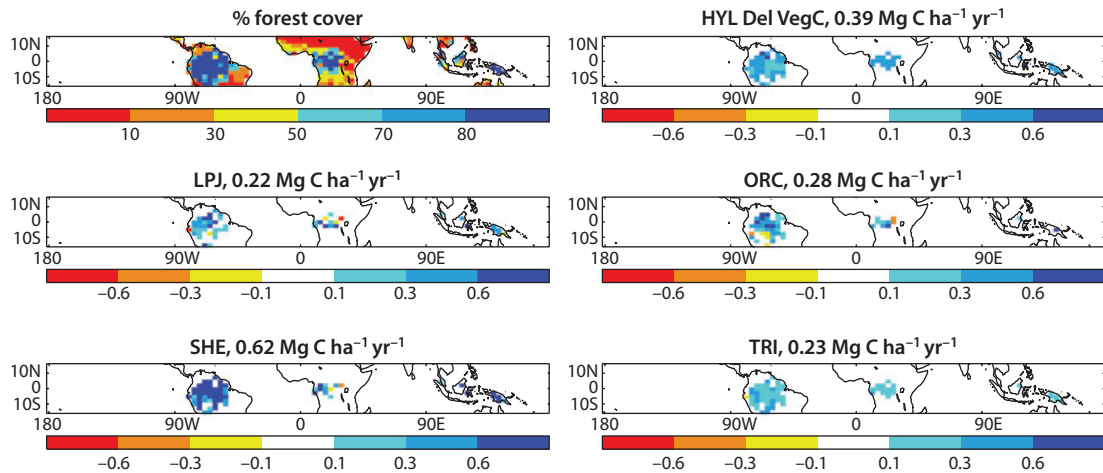 % forest cover
10N
0
10S
180 90W 0 90E
10 30 50 70 80
HYL Del VegC, 0.39 Mg C ha⁻¹ yr⁻¹
10N
0
10S
180 90W 0 90E
−0.6 −0.3 −0.1 0.1 0.3 0.6
LPJ, 0.22 Mg C ha⁻¹ yr⁻¹
10N
0
10S
180 90W 0 90E
−0.6 −0.3 −0.1 0.1 0.3 0.6
ORC, 0.28 Mg C ha⁻¹ yr⁻¹
10N
0
10S
180 90W 0 90E
−0.6 −0.3 −0.1 0.1 0.3 0.6
SHE, 0.62 Mg C ha⁻¹ yr⁻¹
10N
0
10S
180 90W 0 90E
−0.6 −0.3 −0.1 0.1 0.3 0.6
TRI, 0.23 Mg C ha⁻¹ yr⁻¹
10N
0
10S
180 90W 0 90E
−0.6 −0.3 −0.1 0.1 0.3 0.6